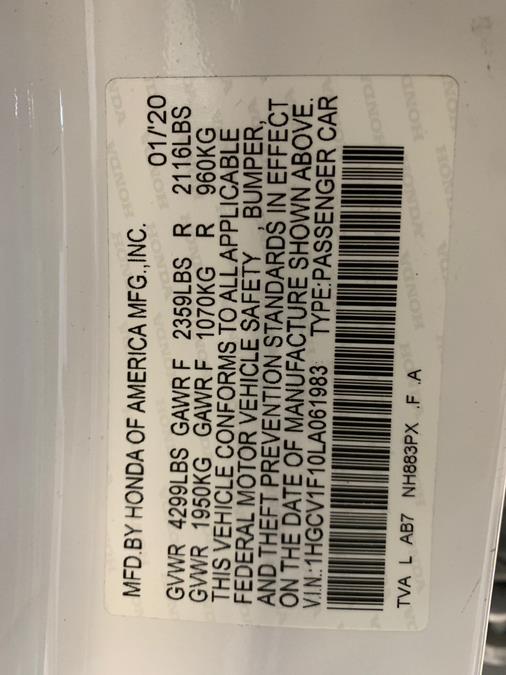 MFD.BY HONDA OF AMERICA MFG.,INC. 01/'20
GVWR 4299LBS GAWR F 2359LBS R 2116LBS
GVWR 1950KG GAWR F 1070KG R 960KG
THIS VEHICLE CONFORMS TO ALL APPLICABLE
FEDERAL MOTOR VEHICLE SAFETY , BUMPER,
AND THEFT PREVENTION STANDARDS IN EFFECT
ON THE DATE OF MANUFACTURE SHOWN ABOVE.
V.I.N.:1HGCV1F10LA061983 TYPE:PASSENGER CAR
TVA L AB7 NH883PX .F .A